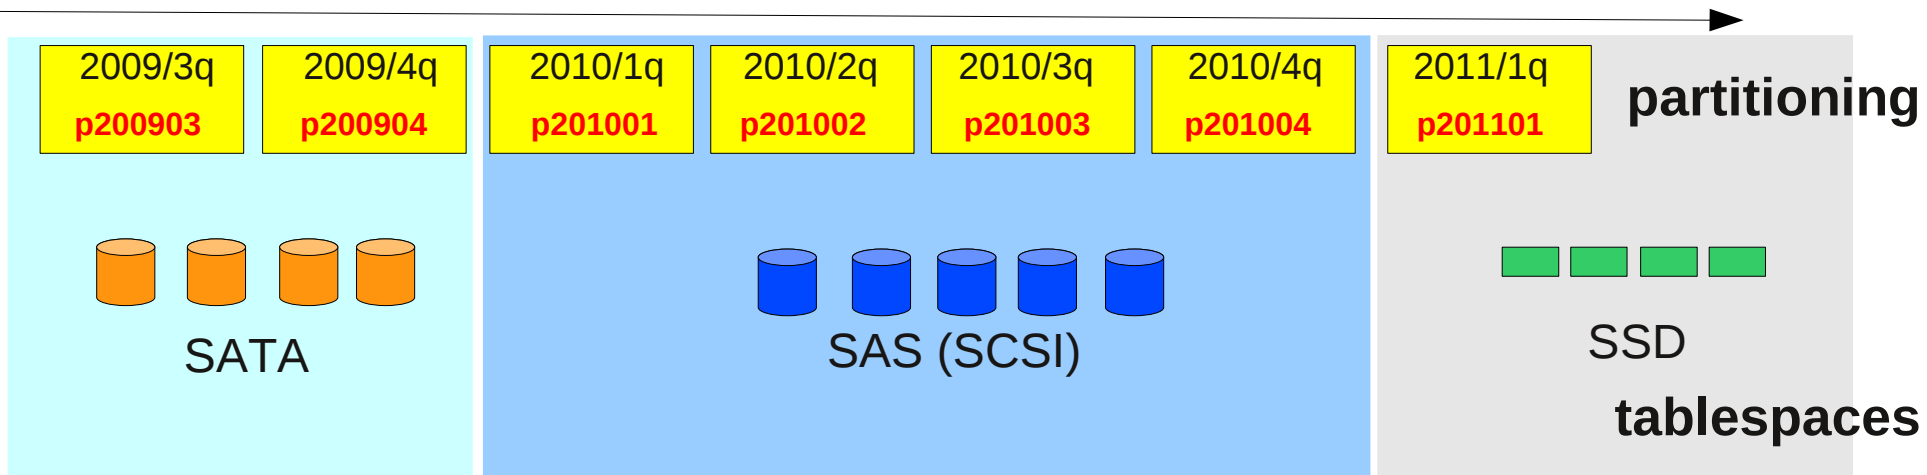 2009/3q
p200903
2009/4q
p200904
2010/1q
p201001
2010/2q
p201002
2010/3q
p201003
2010/4q
p201004
2011/1q
p201101
partitioning
SATA
SAS (SCSI)
SSD
tablespaces